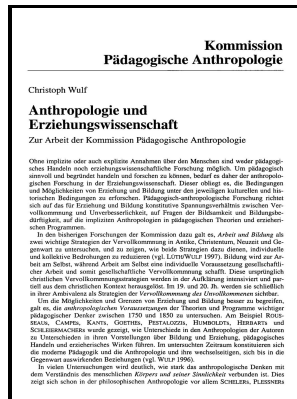 Kommission
Pädagogische Anthropologie
Christoph Wulf
Anthropologie und
Erziehungswissenschaft
Zur Arbeit der Kommission Pädagogische Anthropologie
Ohne implizite oder auch explizite Annahmen über den Menschen sind weder pädagogi-
sches Handeln noch erziehungswissenschaftliche Forschung möglich. Um pädagogisch
sinnvoll und begründet handeln und forschen zu können, bedarf es daher der anthropolo-
gischen Forschung in der Erziehungswissenschaft. Dieser obliegt es, die Bedingungen
und Möglichkeiten von Erziehung und Bildung unter den jeweiligen kulturellen und his-
torischen Bedingungen zu erforschen. Pädagogisch-anthropologische Forschung richtet
sich auf das für Erziehung und Bildung konstitutive Spannungsverhältnis zwischen Ver-
vollkommnung und Unverbesserlichkeit, auf Fragen der Bildbarkeit und Bildungsbe-
dürftigkeit, auf die impliziten Anthropologien in pädagogischen Theorien und erzieheri-
schen Programmen.
In den bisherigen Forschungen der Kommission dazu galt es, Arbeit und Bildung als
zwei wichtige Strategien der Vervollkommnung in Antike, Christentum, Neuzeit und Ge-
genwart zu untersuchen, und zu zeigen, wie beide Strategien dazu dienen, individuelle
und kollektive Bedrohungen zu reduzieren (vgl. LÜTH/WULF 1997). Bildung wird zur Ar-
beit am Selbst, während Arbeit am Selbst eine individuelle Voraussetzung gesellschaftli-
cher Arbeit und somit gesellschaftliche Vervollkommnung schafft. Diese ursprünglich
christlichen Vervollkommnungsstrategien werden in der Aufklärung intensiviert und par-
tiell aus dem christlichen Kontext herausgelöst. Im 19. und 20. Jh. werden sie schließlich
in ihrer Ambivalenz als Strategien der Vervollkommnung des Unvollkommenen sichtbar.
Um die Möglichkeiten und Grenzen von Erziehung und Bildung besser zu begreifen,
galt es, die anthropologischen Voraussetzungen der Theorien und Programme wichtiger
pädagogischer Denker zwischen 1750 und 1850 zu untersuchen. Am Beispiel ROUS-
SEAUS, CAMPES, KANTS, GOETHES, PESTALOZZIS, HUMBOLDTS, HERBARTS und
SCHLEIERMACHERS wurde gezeigt, wie Unterschiede in den Anthropologien der Autoren
zu Unterschieden in ihren Vorstellungen über Bildung und Erziehung, pädagogisches
Handeln und erzieherisches Wirken führen. Im untersuchten Zeitraum konstituieren sich
die moderne Pädagogik und die Anthropologie und ihre wechselseitigen, sich bis in die
Gegenwart auswirkenden Beziehungen (vgl. WULF 1996).
In vielen Untersuchungen wird deutlich, wie stark das anthropologische Denken mit
dem Verständnis des menschlichen Körpers und seiner Sinnlichkeit verbunden ist. Dies
zeigt sich schon in der philosophischen Anthropologie vor allem SCHELERS, PLESSNERS